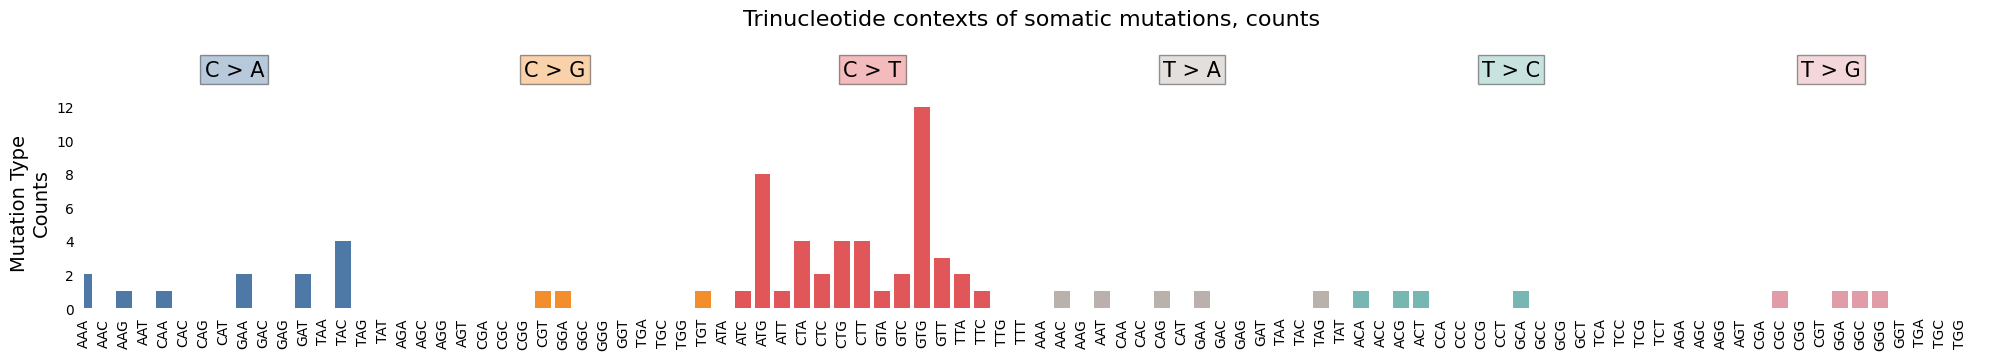 Trinucleotide contexts of somatic mutations, counts
C > A C > G C > T T > A T > C T > G
Mutation Type
Counts
12
10
8
6
4
2
0
AAA AAC AAG AAT CAA CAC CAG CAT GAA GAC GAG GAT TAA TAC TAG TAT AGA AGC AGG AGT CGA CGC CGG CGT GGA GGC GGG GGT TGA TGC TGG TGT ATA ATC ATG ATT CTA CTC CTG CTT GTA GTC GTG GTT TTA TTC TTG TTT AAA AAC AAG AAT CAA CAC CAG CAT GAA GAC GAG GAT TAA TAC TAG TAT ACA ACC ACG ACT CCA CCC CCG CCT GCA GCC GCG GCT TCA TCC TCG TCT AGA AGC AGG AGT CGA CGC CGG CGT GGA GGC GGG GGT TGA TGC TGG